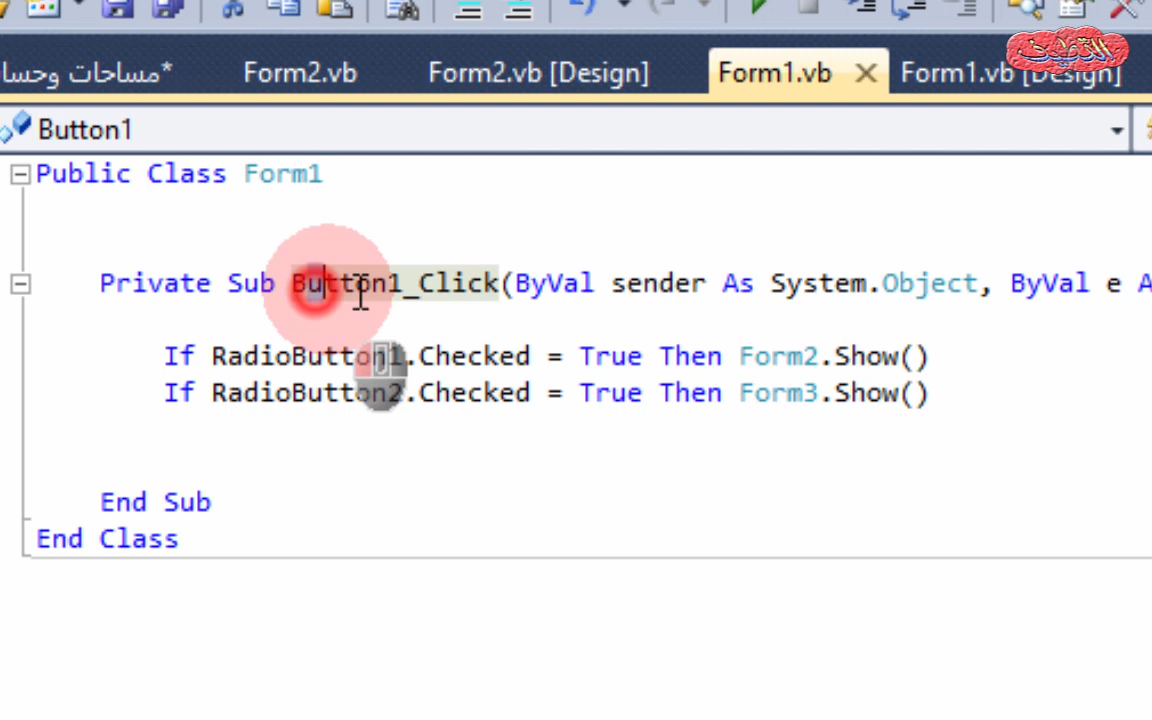 مساحات وحسا* Form2.vb Form2.vb [Design] Form1.vb Form1.vb [Design]
Button1
Public Class Form1
Private Sub Button1_Click(ByVal sender As System.Object, ByVal e A
If RadioButton1.Checked = True Then Form2.Show()
If RadioButton2.Checked = True Then Form3.Show()
End Sub
End Class